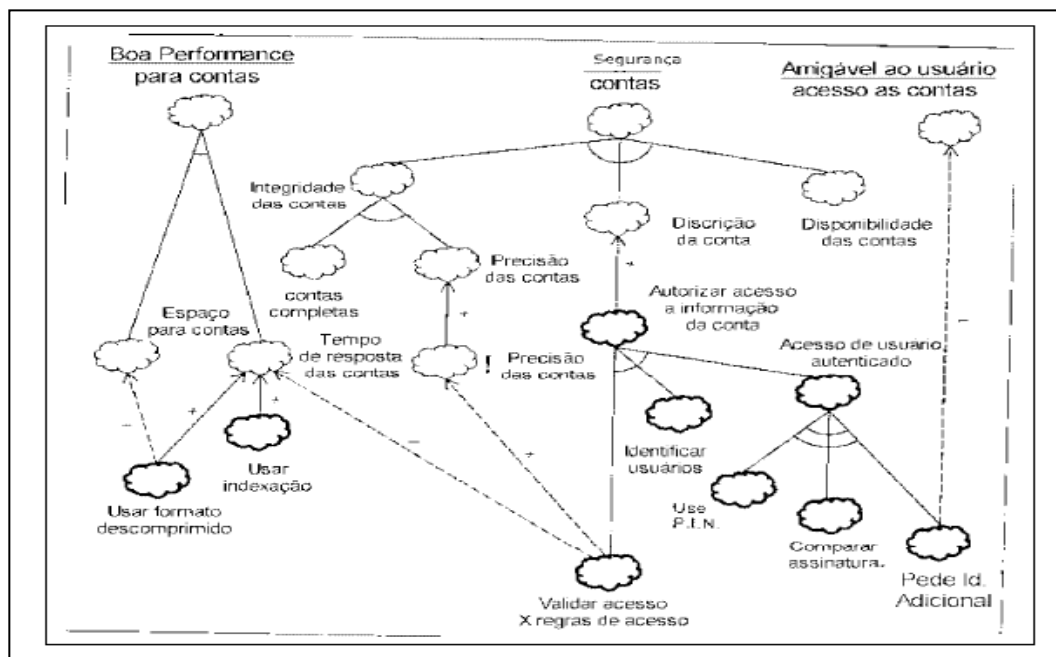 Boa Performance
para contas
Segurança
contas
Amigável ao usuário
acesso as contas
Integridade
das contas
Discrição
da conta
Disponibilidade
das contas
contas
completas
Precisão
das contas
+
Autorizar acesso
a informação
da conta
Espaço
para contas
Tempo
de resposta
das contas
+
! Precisão
das contas
Acesso de usuário
autenticado
–
–
+
+
Usar
indexação
Identificar
usuários
Usar formato
descomprimido
–
+
Use
P.I.N.
Comparar
assinatura.
Pede Id.
Adicional
Validar acesso
X regras de acesso